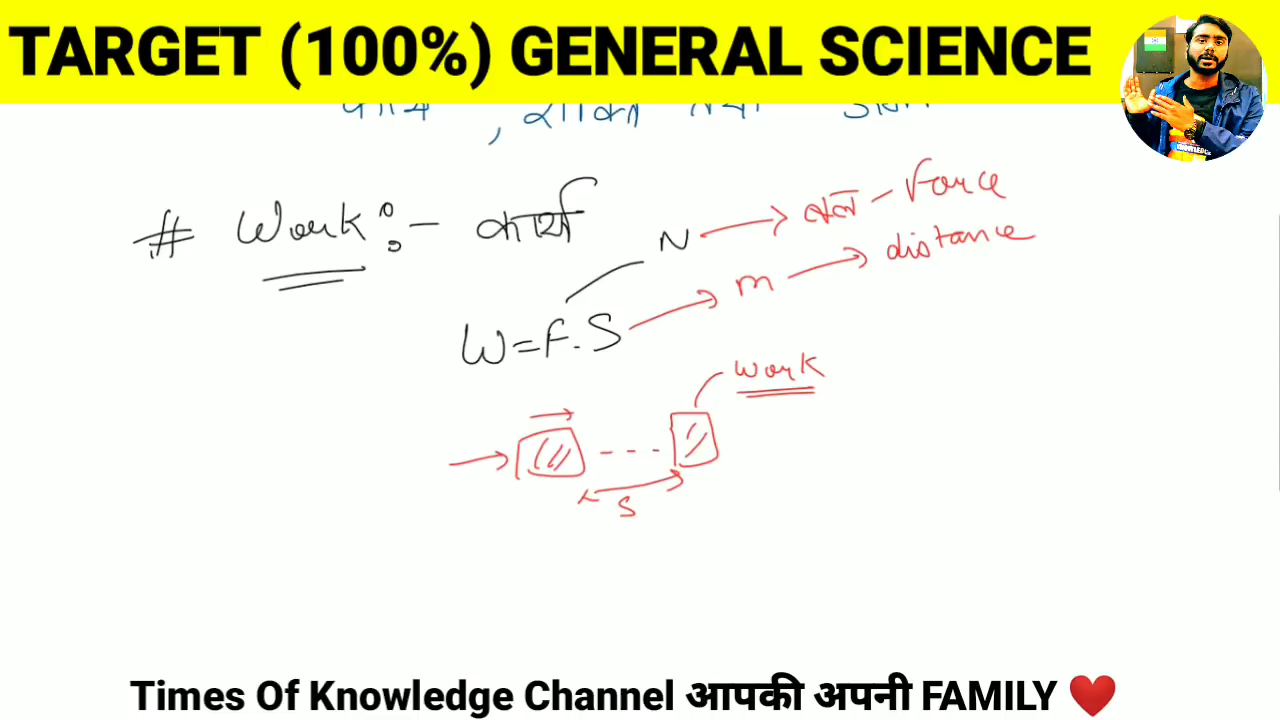 TARGET (100%) GENERAL SCIENCE
# Work :- कार्य
N → बल - Force
m → distance
W = F . S
work
S
Times Of Knowledge Channel आपकी अपनी FAMILY ❤️